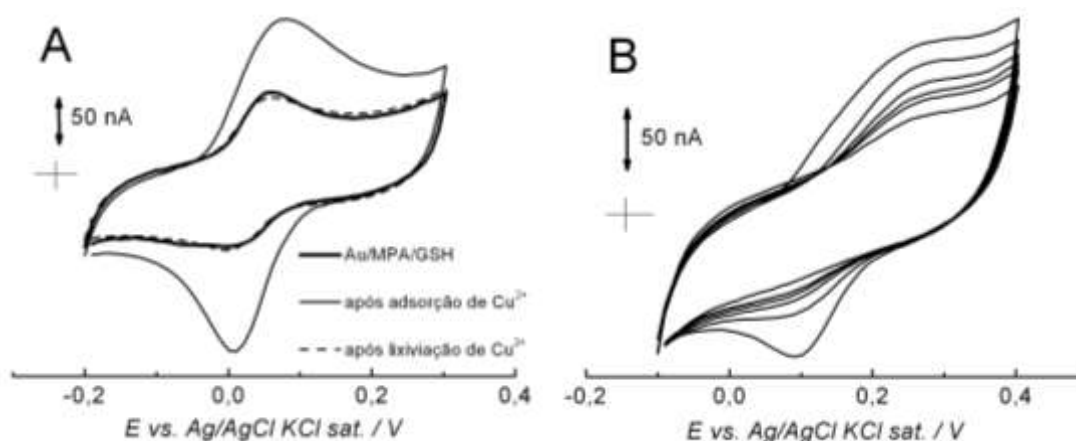 A
50 nA
Au/MPA/GSH
após adsorção de Cu²⁺
após lixiviação de Cu²⁺
-0,2 0,0 0,2 0,4
E vs. Ag/AgCl KCl sat. / V
B
50 nA
-0,2 0,0 0,2 0,4
E vs. Ag/AgCl KCl sat. / V